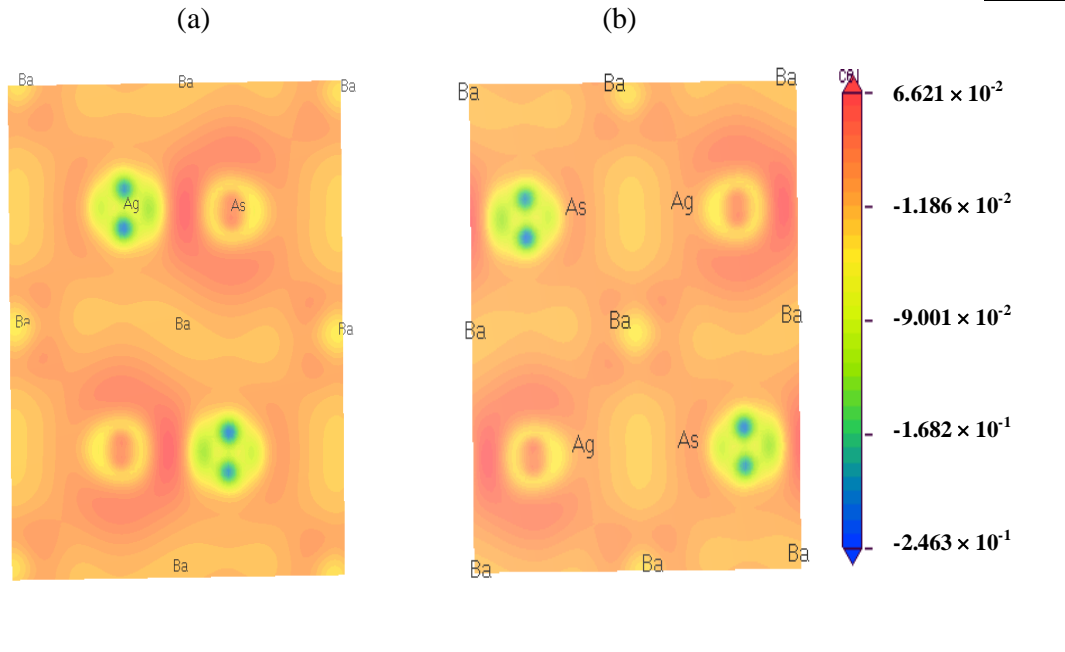 (a) (b)
Ba Ba Ba
Ag As
Ba Ba Ba
Ba
Ba Ba Ba
As Ag
Ba Ba Ba
Ag As
Ba Ba Ba
6.621 × 10⁻²
-1.186 × 10⁻²
-9.001 × 10⁻²
-1.682 × 10⁻¹
-2.463 × 10⁻¹